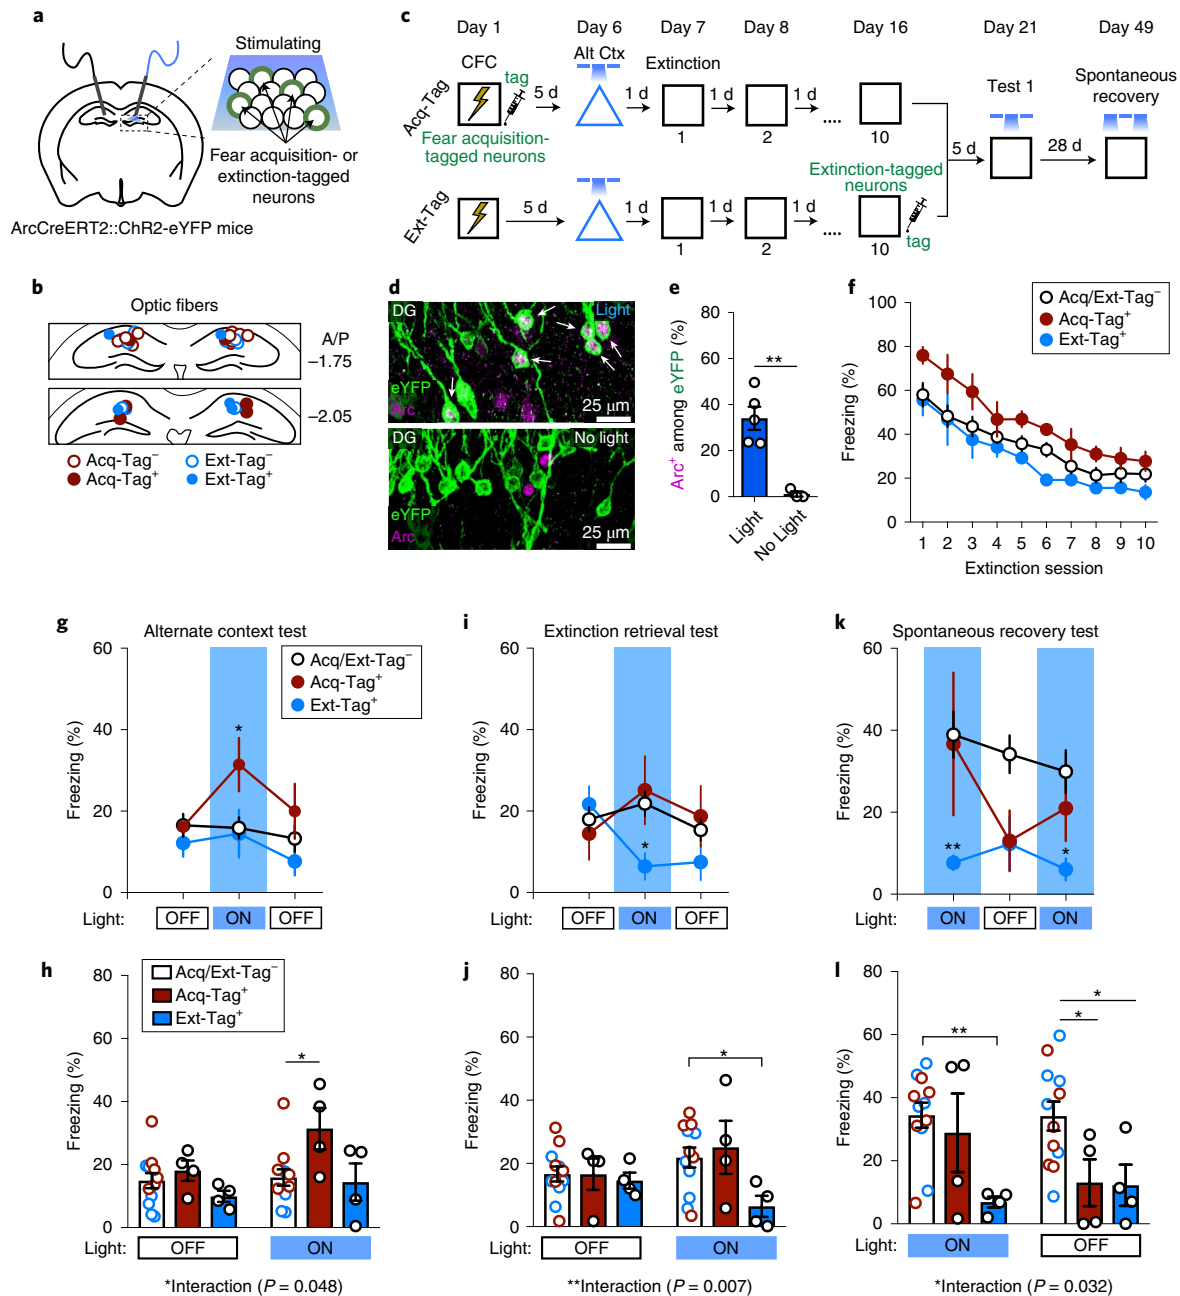 a
Stimulating
Fear acquisition- or
extinction-tagged
neurons
ArcCreERT2::ChR2-eYFP mice
b
Optic fibers
A/P
–1.75
–2.05
Acq-Tag– Ext-Tag–
Acq-Tag+ Ext-Tag+
c
Day 1 Day 6 Day 7 Day 8 Day 16 Day 21 Day 49
CFC Alt Ctx Extinction Test 1 Spontaneous
recovery
Acq-Tag
tag
5 d 1 d 1 d 1 d
1 2 .... 10
Fear acquisition-
tagged neurons
Extinction-tagged
neurons
5 d 28 d
Ext-Tag
5 d 1 d 1 d 1 d
1 2 .... 10
tag
d
DG Light
eYFP
Arc 25 μm
DG No light
eYFP
Arc 25 μm
e
Arc+ among eYFP (%)
80
60
40
20
0
**
Light No Light
f
Freezing (%)
100
80
60
40
20
0
1 2 3 4 5 6 7 8 9 10
Extinction session
Acq/Ext-Tag–
Acq-Tag+
Ext-Tag+
g
Alternate context test
Freezing (%)
60
40
20
0
Acq/Ext-Tag–
Acq-Tag+
Ext-Tag+
*
Light: OFF ON OFF
i
Extinction retrieval test
Freezing (%)
60
40
20
0
*
Light: OFF ON OFF
k
Spontaneous recovery test
Freezing (%)
60
40
20
0
** *
Light: ON OFF ON
h
Freezing (%)
80
60
40
20
0
Acq/Ext-Tag–
Acq-Tag+
Ext-Tag+
*
Light: OFF ON
*Interaction (P = 0.048)
j
Freezing (%)
80
60
40
20
0
*
Light: OFF ON
**Interaction (P = 0.007)
l
Freezing (%)
80
60
40
20
0
** * *
Light: ON OFF
*Interaction (P = 0.032)